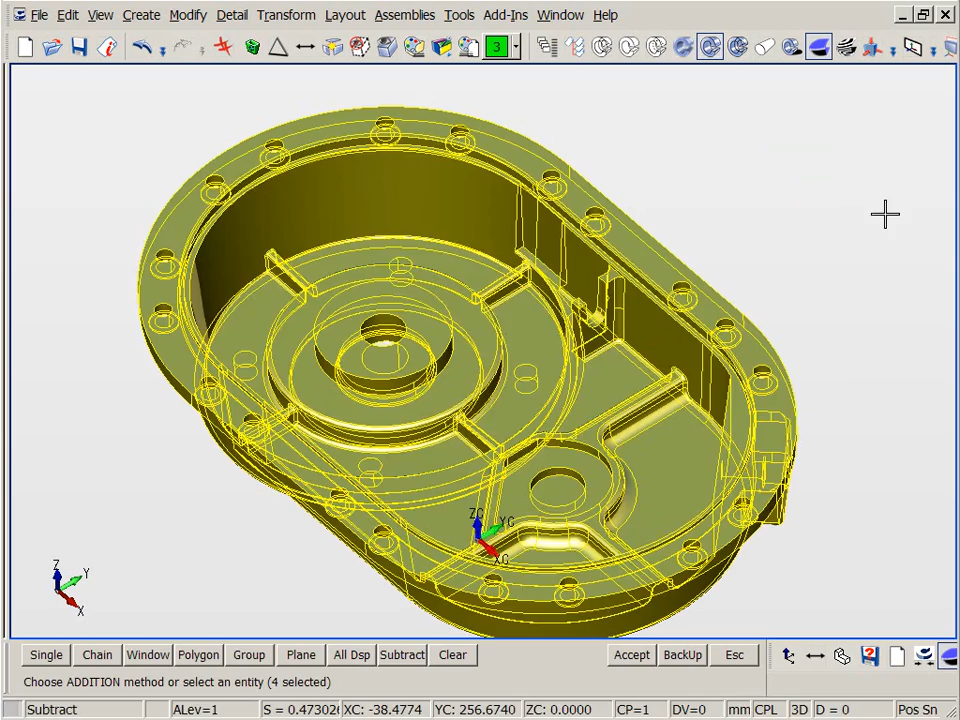 File Edit View Create Modify Detail Transform Layout Assemblies Tools Add-Ins Window Help
3
ZC YC
XC
Z Y
X
Single Chain Window Polygon Group Plane All Dsp Subtract Clear Accept BackUp Esc
Choose ADDITION method or select an entity (4 selected)
Subtract ALev=1 S = 0.47302 XC: -38.4774 YC: 256.6740 ZC: 0.0000 CP=1 DV=0 mm CPL 3D D = 0 Pos Sn